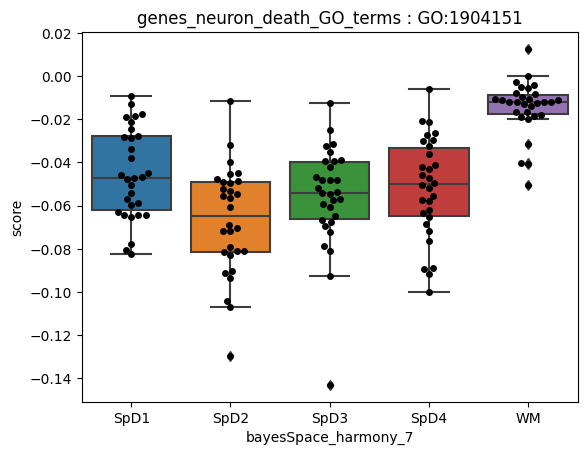 genes_neuron_death_GO_terms : GO:1904151
0.02
0.00
−0.02
−0.04
−0.06
−0.08
−0.10
−0.12
−0.14
score
SpD1 SpD2 SpD3 SpD4 WM
bayesSpace_harmony_7